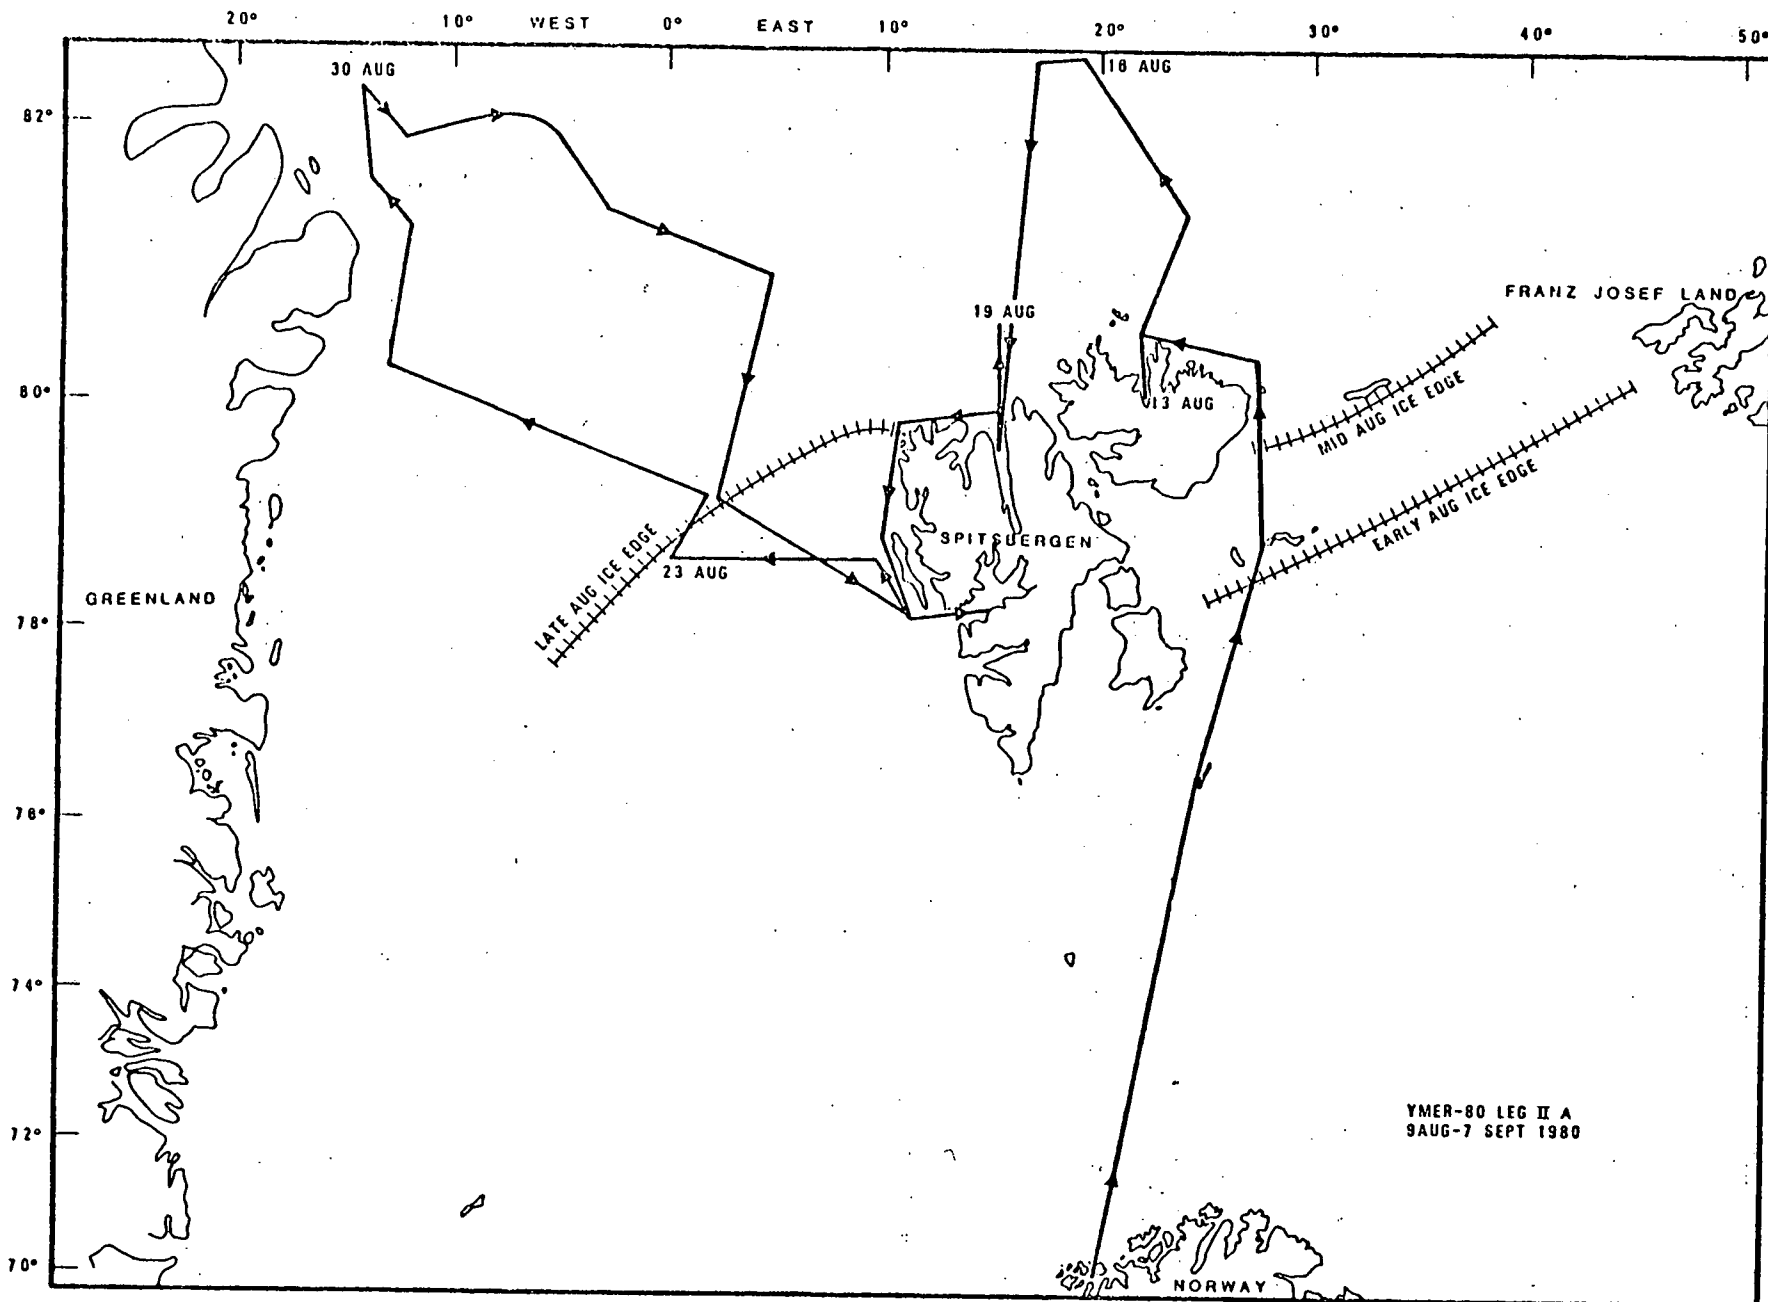 20° 10° WEST 0° EAST 10° 20° 30° 40° 50°
30 AUG
18 AUG
82°
FRANZ JOSEF LAND
19 AUG
80°
13 AUG
MID AUG ICE EDGE
EARLY AUG ICE EDGE
SPITSBERGEN
LATE AUG ICE EDGE
23 AUG
GREENLAND
78°
76°
74°
YMER-80 LEG II A
9AUG-7 SEPT 1980
72°
70°
NORWAY